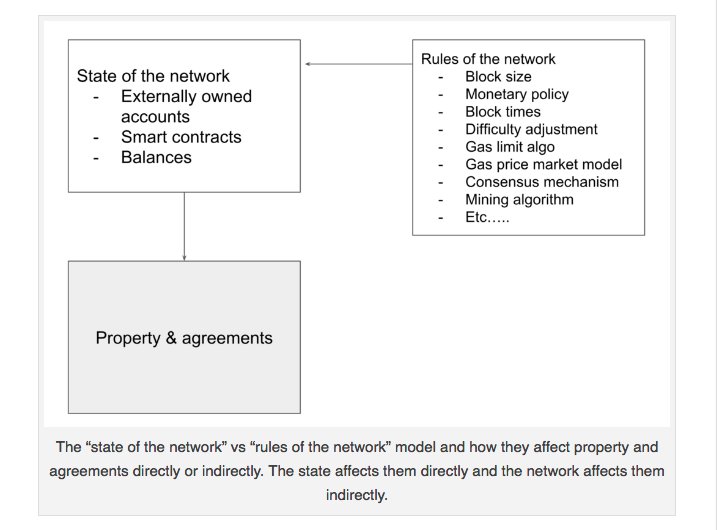 State of the network
- Externally owned
accounts
- Smart contracts
- Balances
Rules of the network
- Block size
- Monetary policy
- Block times
- Difficulty adjustment
- Gas limit algo
- Gas price market model
- Consensus mechanism
- Mining algorithm
- Etc…..
Property & agreements
The “state of the network” vs “rules of the network” model and how they affect property and
agreements directly or indirectly. The state affects them directly and the network affects them
indirectly.